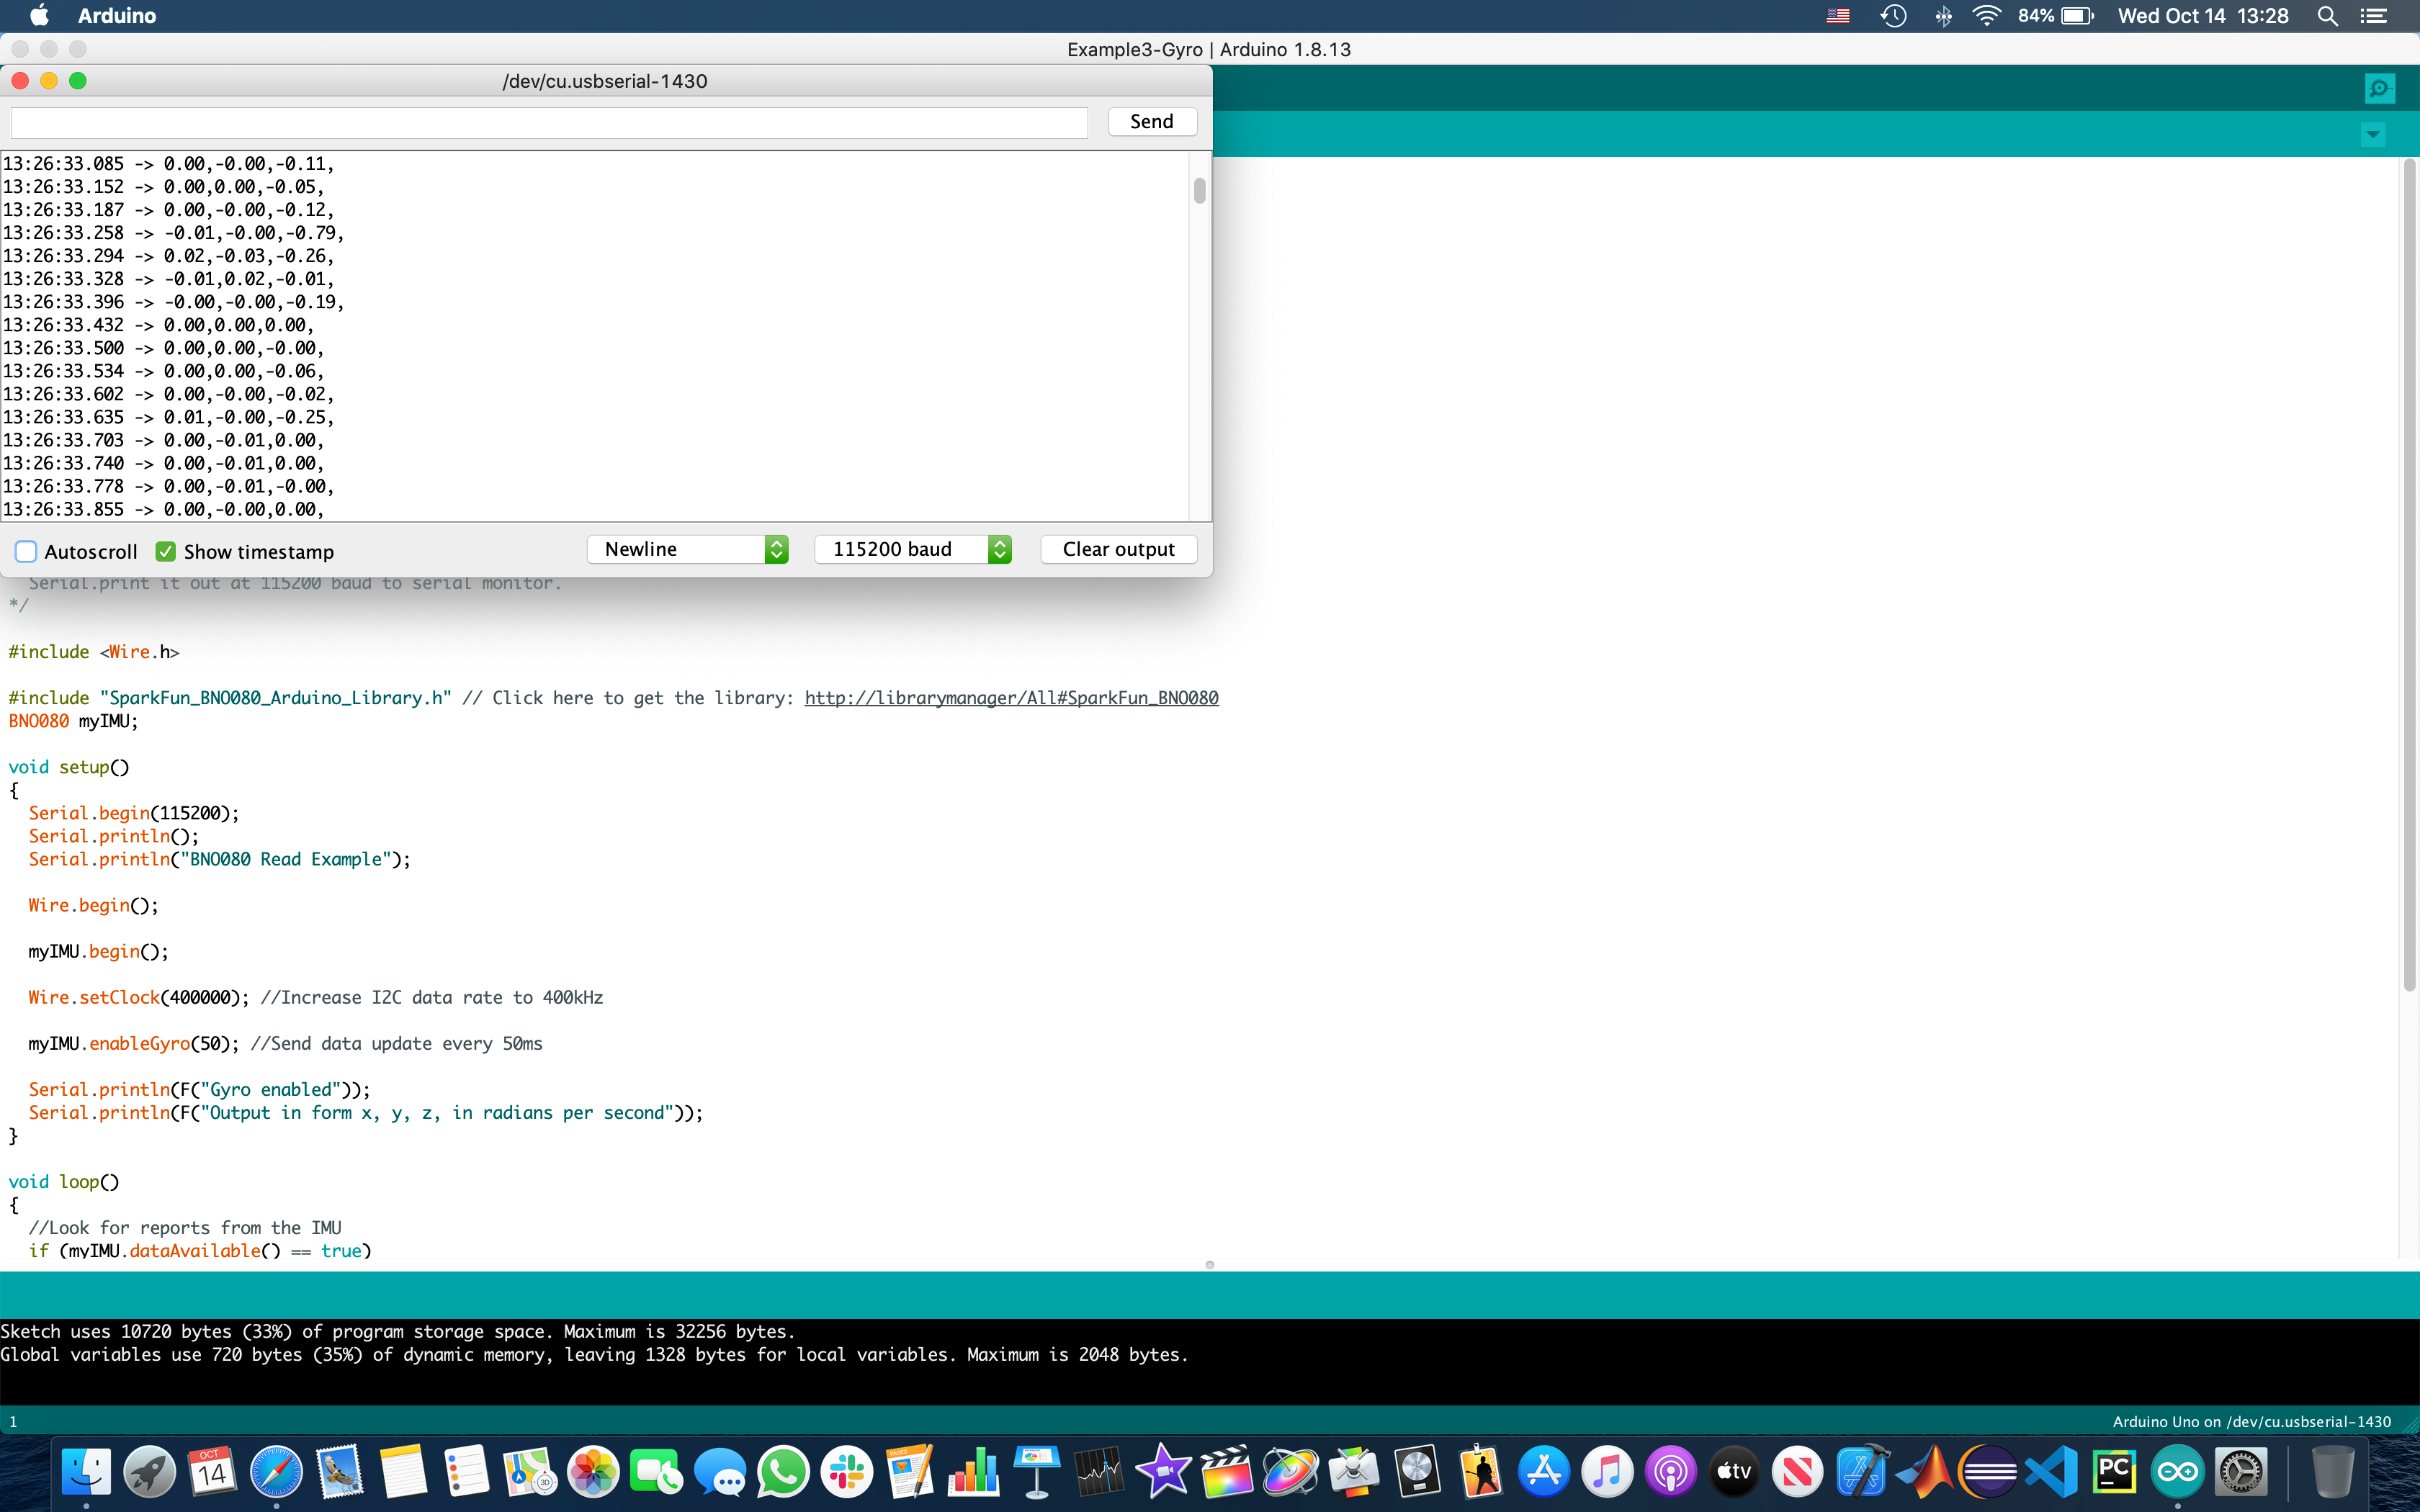 Arduino 84% Wed Oct 14 13:28
Example3-Gyro | Arduino 1.8.13
/dev/cu.usbserial-1430
Send
13:26:33.085 -> 0.00,-0.00,-0.11,
13:26:33.152 -> 0.00,0.00,-0.05,
13:26:33.187 -> 0.00,-0.00,-0.12,
13:26:33.258 -> -0.01,-0.00,-0.79,
13:26:33.294 -> 0.02,-0.03,-0.26,
13:26:33.328 -> -0.01,0.02,-0.01,
13:26:33.396 -> -0.00,-0.00,-0.19,
13:26:33.432 -> 0.00,0.00,0.00,
13:26:33.500 -> 0.00,0.00,-0.00,
13:26:33.534 -> 0.00,0.00,-0.06,
13:26:33.602 -> 0.00,-0.00,-0.02,
13:26:33.635 -> 0.01,-0.00,-0.25,
13:26:33.703 -> 0.00,-0.01,0.00,
13:26:33.740 -> 0.00,-0.01,0.00,
13:26:33.778 -> 0.00,-0.01,-0.00,
13:26:33.855 -> 0.00,-0.00,0.00,
Autoscroll Show timestamp Newline 115200 baud Clear output
Serial.print it out at 115200 baud to serial monitor.
*/
#include <Wire.h>
#include "SparkFun_BNO080_Arduino_Library.h" // Click here to get the library: http://librarymanager/All#SparkFun_BNO080
BNO080 myIMU;
void setup()
{
Serial.begin(115200);
Serial.println();
Serial.println("BNO080 Read Example");
Wire.begin();
myIMU.begin();
Wire.setClock(400000); //Increase I2C data rate to 400kHz
myIMU.enableGyro(50); //Send data update every 50ms
Serial.println(F("Gyro enabled"));
Serial.println(F("Output in form x, y, z, in radians per second"));
}
void loop()
{
//Look for reports from the IMU
if (myIMU.dataAvailable() == true)
Sketch uses 10720 bytes (33%) of program storage space. Maximum is 32256 bytes.
Global variables use 720 bytes (35%) of dynamic memory, leaving 1328 bytes for local variables. Maximum is 2048 bytes.
1 Arduino Uno on /dev/cu.usbserial-1430
OCT
14
3D
PAGES
tv
PC